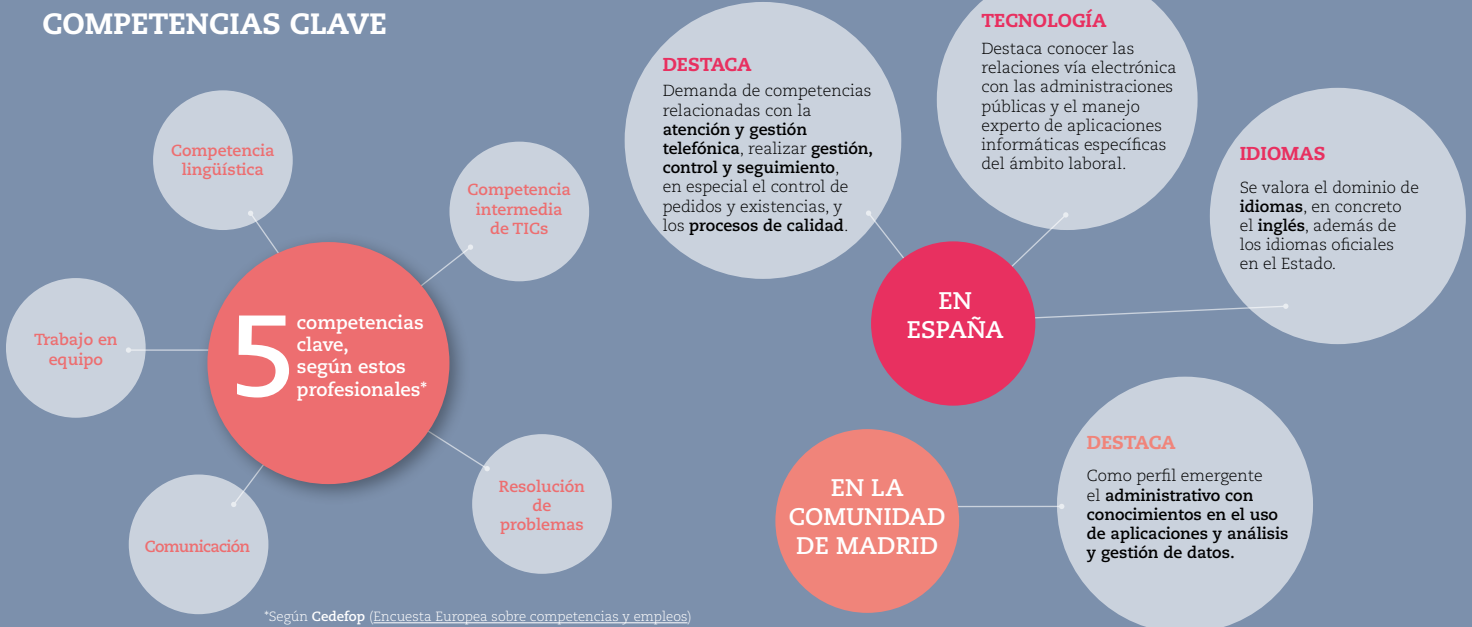 COMPETENCIAS CLAVE
Competencia
lingüística
Competencia
intermedia
de TICs
Trabajo en
equipo
5
competencias
clave,
según estos
profesionales*
Comunicación
Resolución
de
problemas
*Según Cedefop (Encuesta Europea sobre competencias y empleos)
DESTACA
Demanda de competencias
relacionadas con la
atención y gestión
telefónica, realizar gestión,
control y seguimiento,
en especial el control de
pedidos y existencias, y
los procesos de calidad.
TECNOLOGÍA
Destaca conocer las
relaciones vía electrónica
con las administraciones
públicas y el manejo
experto de aplicaciones
informáticas específicas
del ámbito laboral.
IDIOMAS
Se valora el dominio de
idiomas, en concreto
el inglés, además de
los idiomas oficiales
en el Estado.
EN
ESPAÑA
EN LA
COMUNIDAD
DE MADRID
DESTACA
Como perfil emergente
el administrativo con
conocimientos en el uso
de aplicaciones y análisis
y gestión de datos.